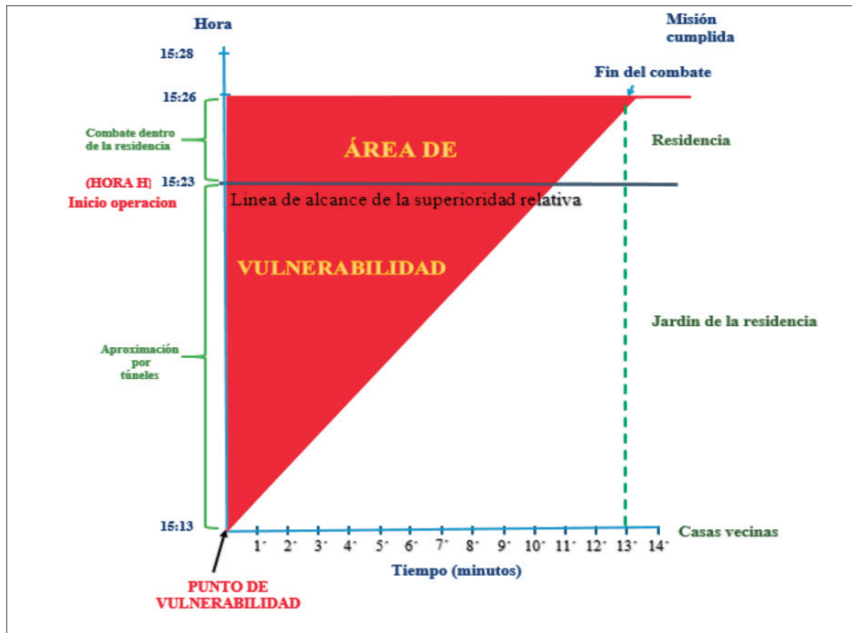 Hora
Misión
cumplida
15:28
Fin del combate
15:26
Combate dentro
de la residencia
ÁREA DE
Residencia
(HORA H)
15:23
Inicio operacion
Linea de alcance de la superioridad relativa
VULNERABILIDAD
Jardin de la residencia
Aproximación
por
túneles
15:13
Casas vecinas
1' 2' 3' 4' 5' 6' 7' 8' 9' 10' 11' 12' 13' 14'
Tiempo (minutos)
PUNTO DE
VULNERABILIDAD